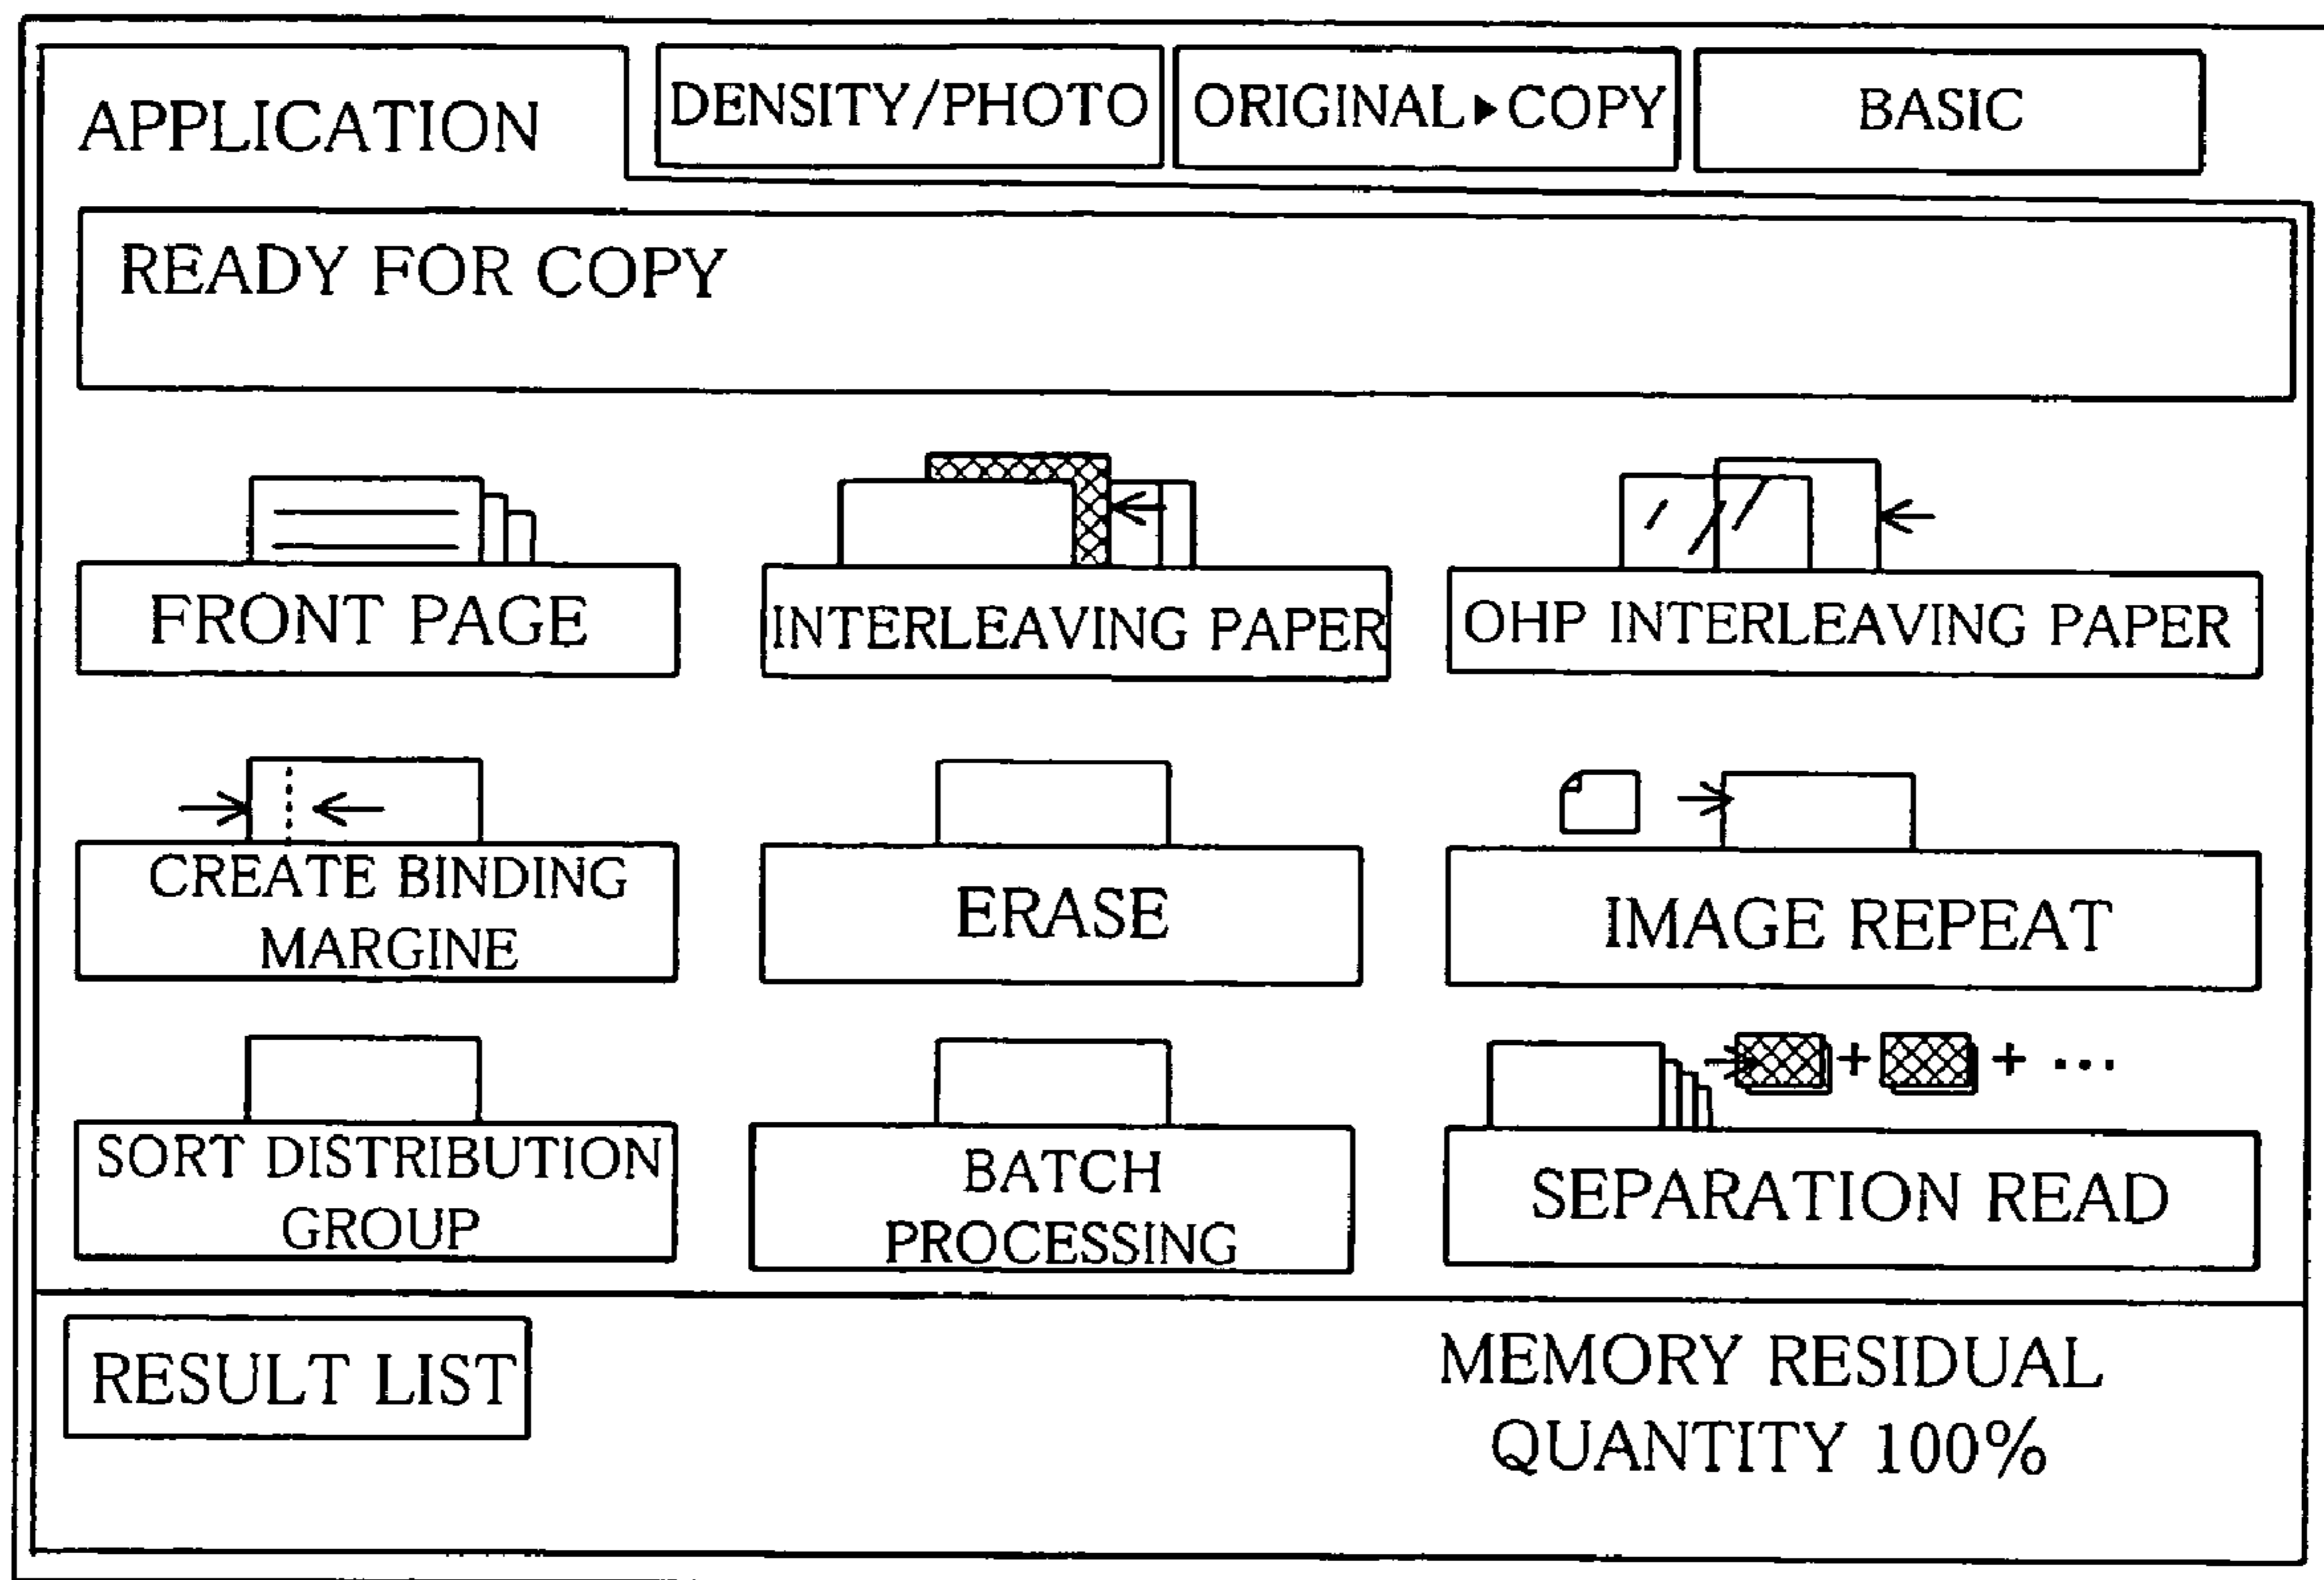 APPLICATION
DENSITY/PHOTO
ORIGINAL▶COPY
BASIC
READY FOR COPY
FRONT PAGE
INTERLEAVING PAPER
OHP INTERLEAVING PAPER
CREATE BINDING
MARGINE
ERASE
IMAGE REPEAT
+ + ...
SORT DISTRIBUTION
GROUP
BATCH
PROCESSING
SEPARATION READ
RESULT LIST
MEMORY RESIDUAL
QUANTITY 100%